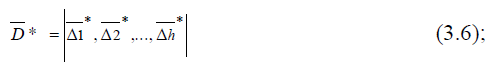 D̅ * = |Δ̅1̅*, Δ̅2̅*,..., Δ̅h̅*| (3.6);